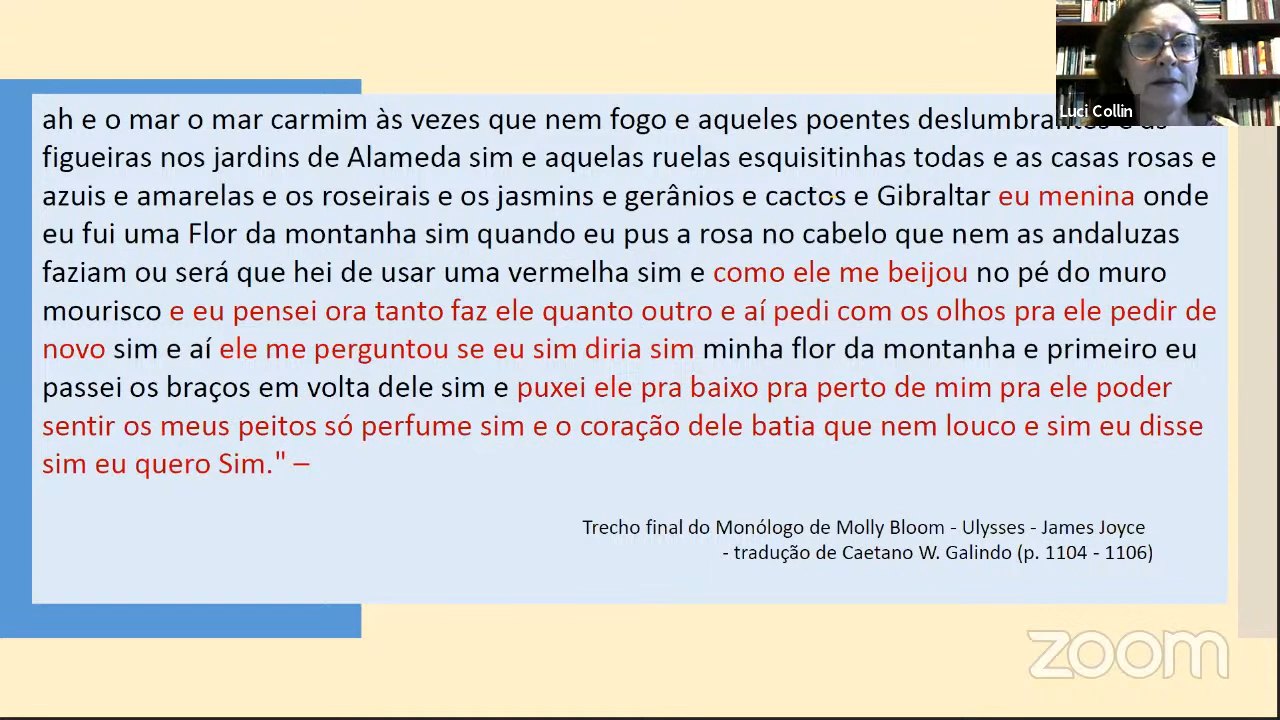 Luci Collin
ah e o mar o mar carmim às vezes que nem fogo e aqueles poentes
figueiras nos jardins de Alameda sim e aquelas ruelas esquisitinhas todas e as casas rosas e
azuis e amarelas e os roseirais e os jasmins e gerânios e cactos e Gibraltar eu menina onde
eu fui uma Flor da montanha sim quando eu pus a rosa no cabelo que nem as andaluzas
faziam ou será que hei de usar uma vermelha sim e como ele me beijou no pé do muro
mourisco e eu pensei ora tanto faz ele quanto outro e aí pedi com os olhos pra ele pedir de
novo sim e aí ele me perguntou se eu sim diria sim minha flor da montanha e primeiro eu
passei os braços em volta dele sim e puxei ele pra baixo pra perto de mim pra ele poder
sentir os meus peitos só perfume sim e o coração dele batia que nem louco e sim eu disse
sim eu quero Sim." –
Trecho final do Monólogo de Molly Bloom - Ulysses - James Joyce
- tradução de Caetano W. Galindo (p. 1104 - 1106)
zoom